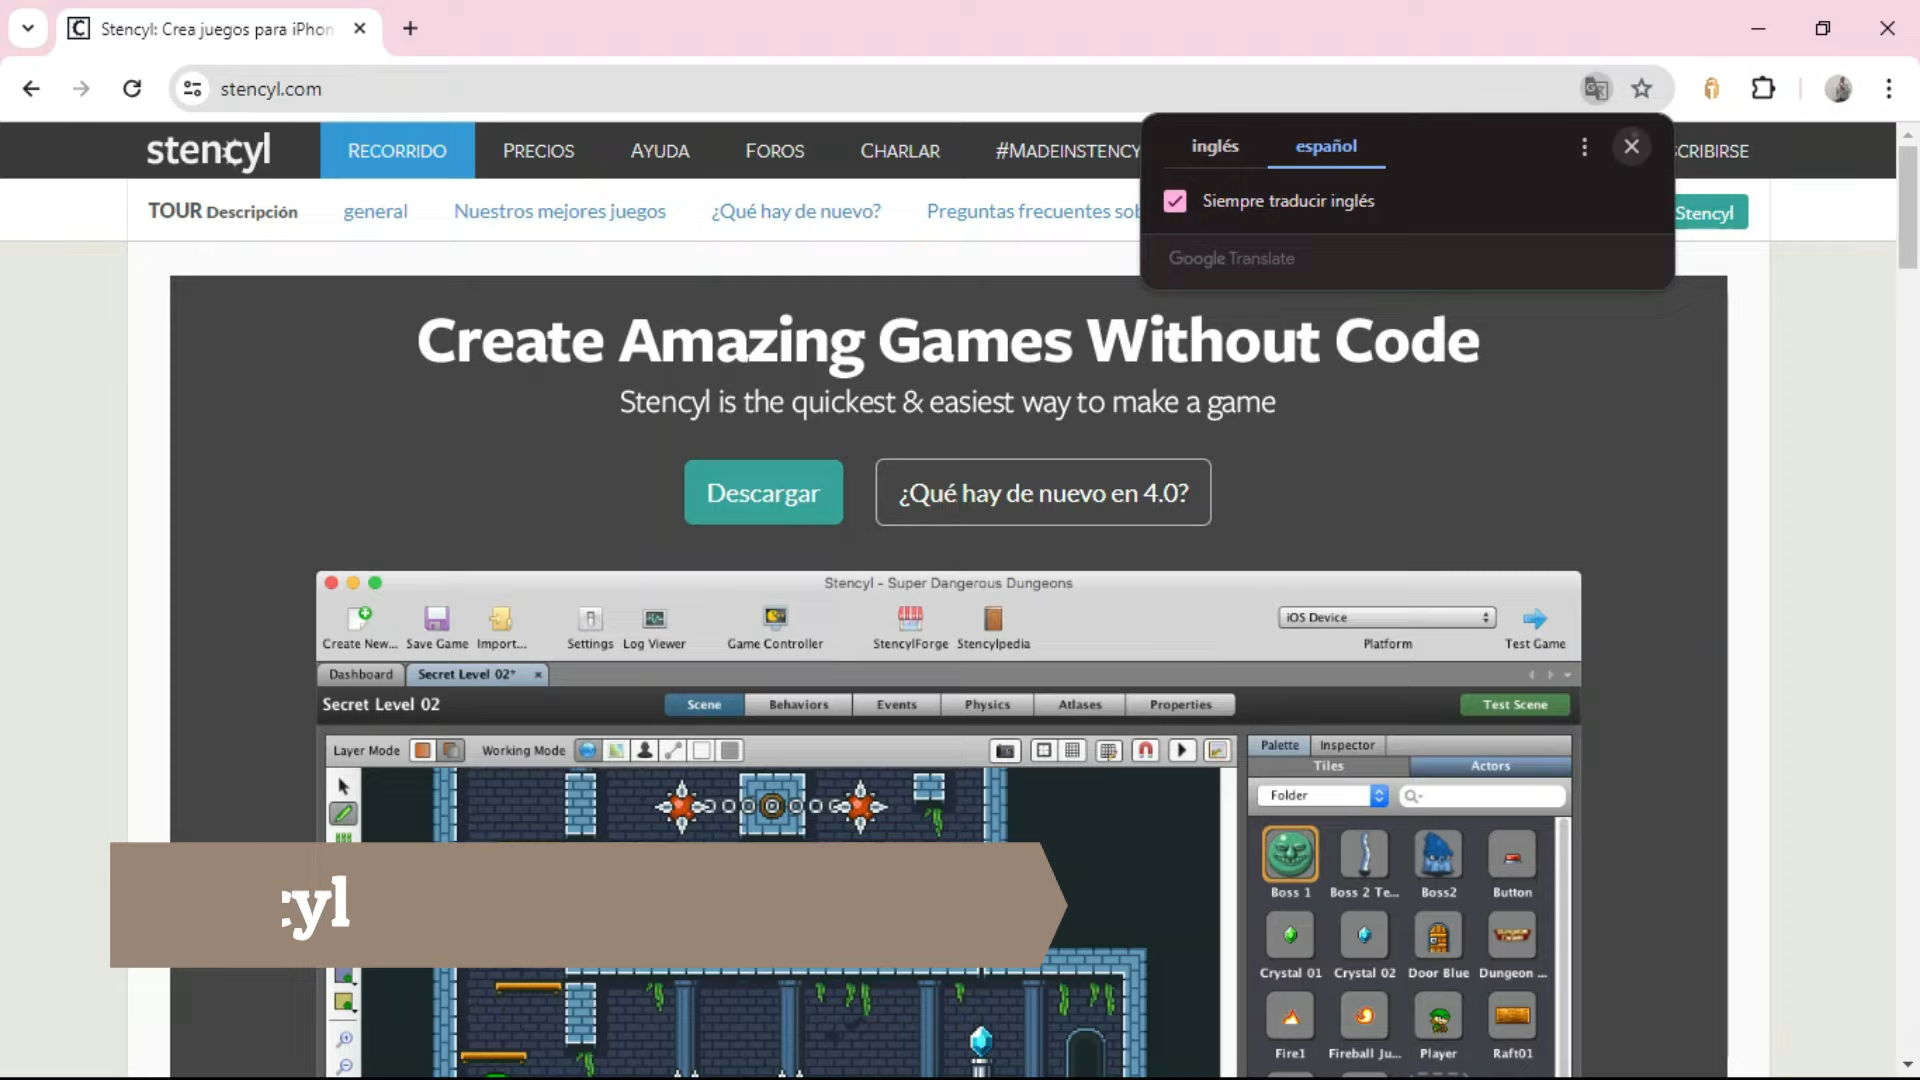 Stencyl: Crea juegos para iPhon
stencyl.com
stencyl
RECORRIDO
PRECIOS
AYUDA
FOROS
CHARLAR
#MADEINSTENCY
SCRIBIRSE
inglés
español
Siempre traducir inglés
Google Translate
TOUR Descripción
general
Nuestros mejores juegos
¿Qué hay de nuevo?
Preguntas frecuentes sob
Stencyl
Create Amazing Games Without Code
Stencyl is the quickest & easiest way to make a game
Descargar
¿Qué hay de nuevo en 4.0?
Stencyl - Super Dangerous Dungeons
Create New...
Save Game
Import...
Settings
Log Viewer
Game Controller
StencylForge
Stencylpedia
iOS Device
Platform
Test Game
Dashboard
Secret Level 02*
Secret Level 02
Scene
Behaviors
Events
Physics
Atlases
Properties
Test Scene
Layer Mode
Working Mode
Palette
Inspector
Tiles
Actors
Folder
Boss 1
Boss 2 Te...
Boss2
Button
cyl
Crystal 01
Crystal 02
Door Blue
Dungeon ...
Fire1
Fireball Ju...
Player
Raft01